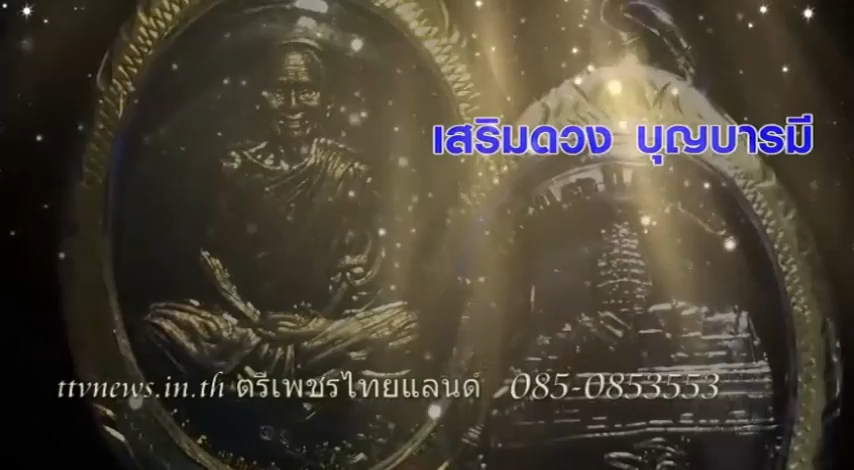 เสริมดวง บุญบารมี
ttvnews.in.th ตรีเพชรไทยแลนด์ 085-0853553